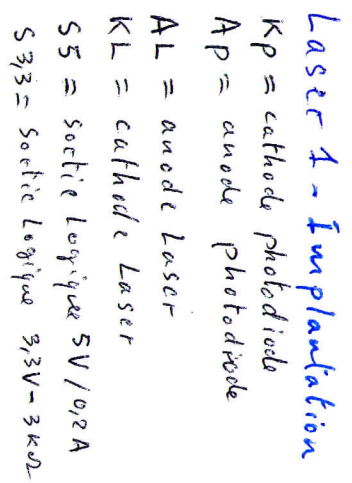 Laser 1 - Implantation
Kp = cathode photodiode
Ap = anode photodiode
AL = anode Laser
KL = cathode Laser
S5 = Sortie Logique 5V/0,2A
S3,3 = Sortie Logique 3,3V - 3KΩ